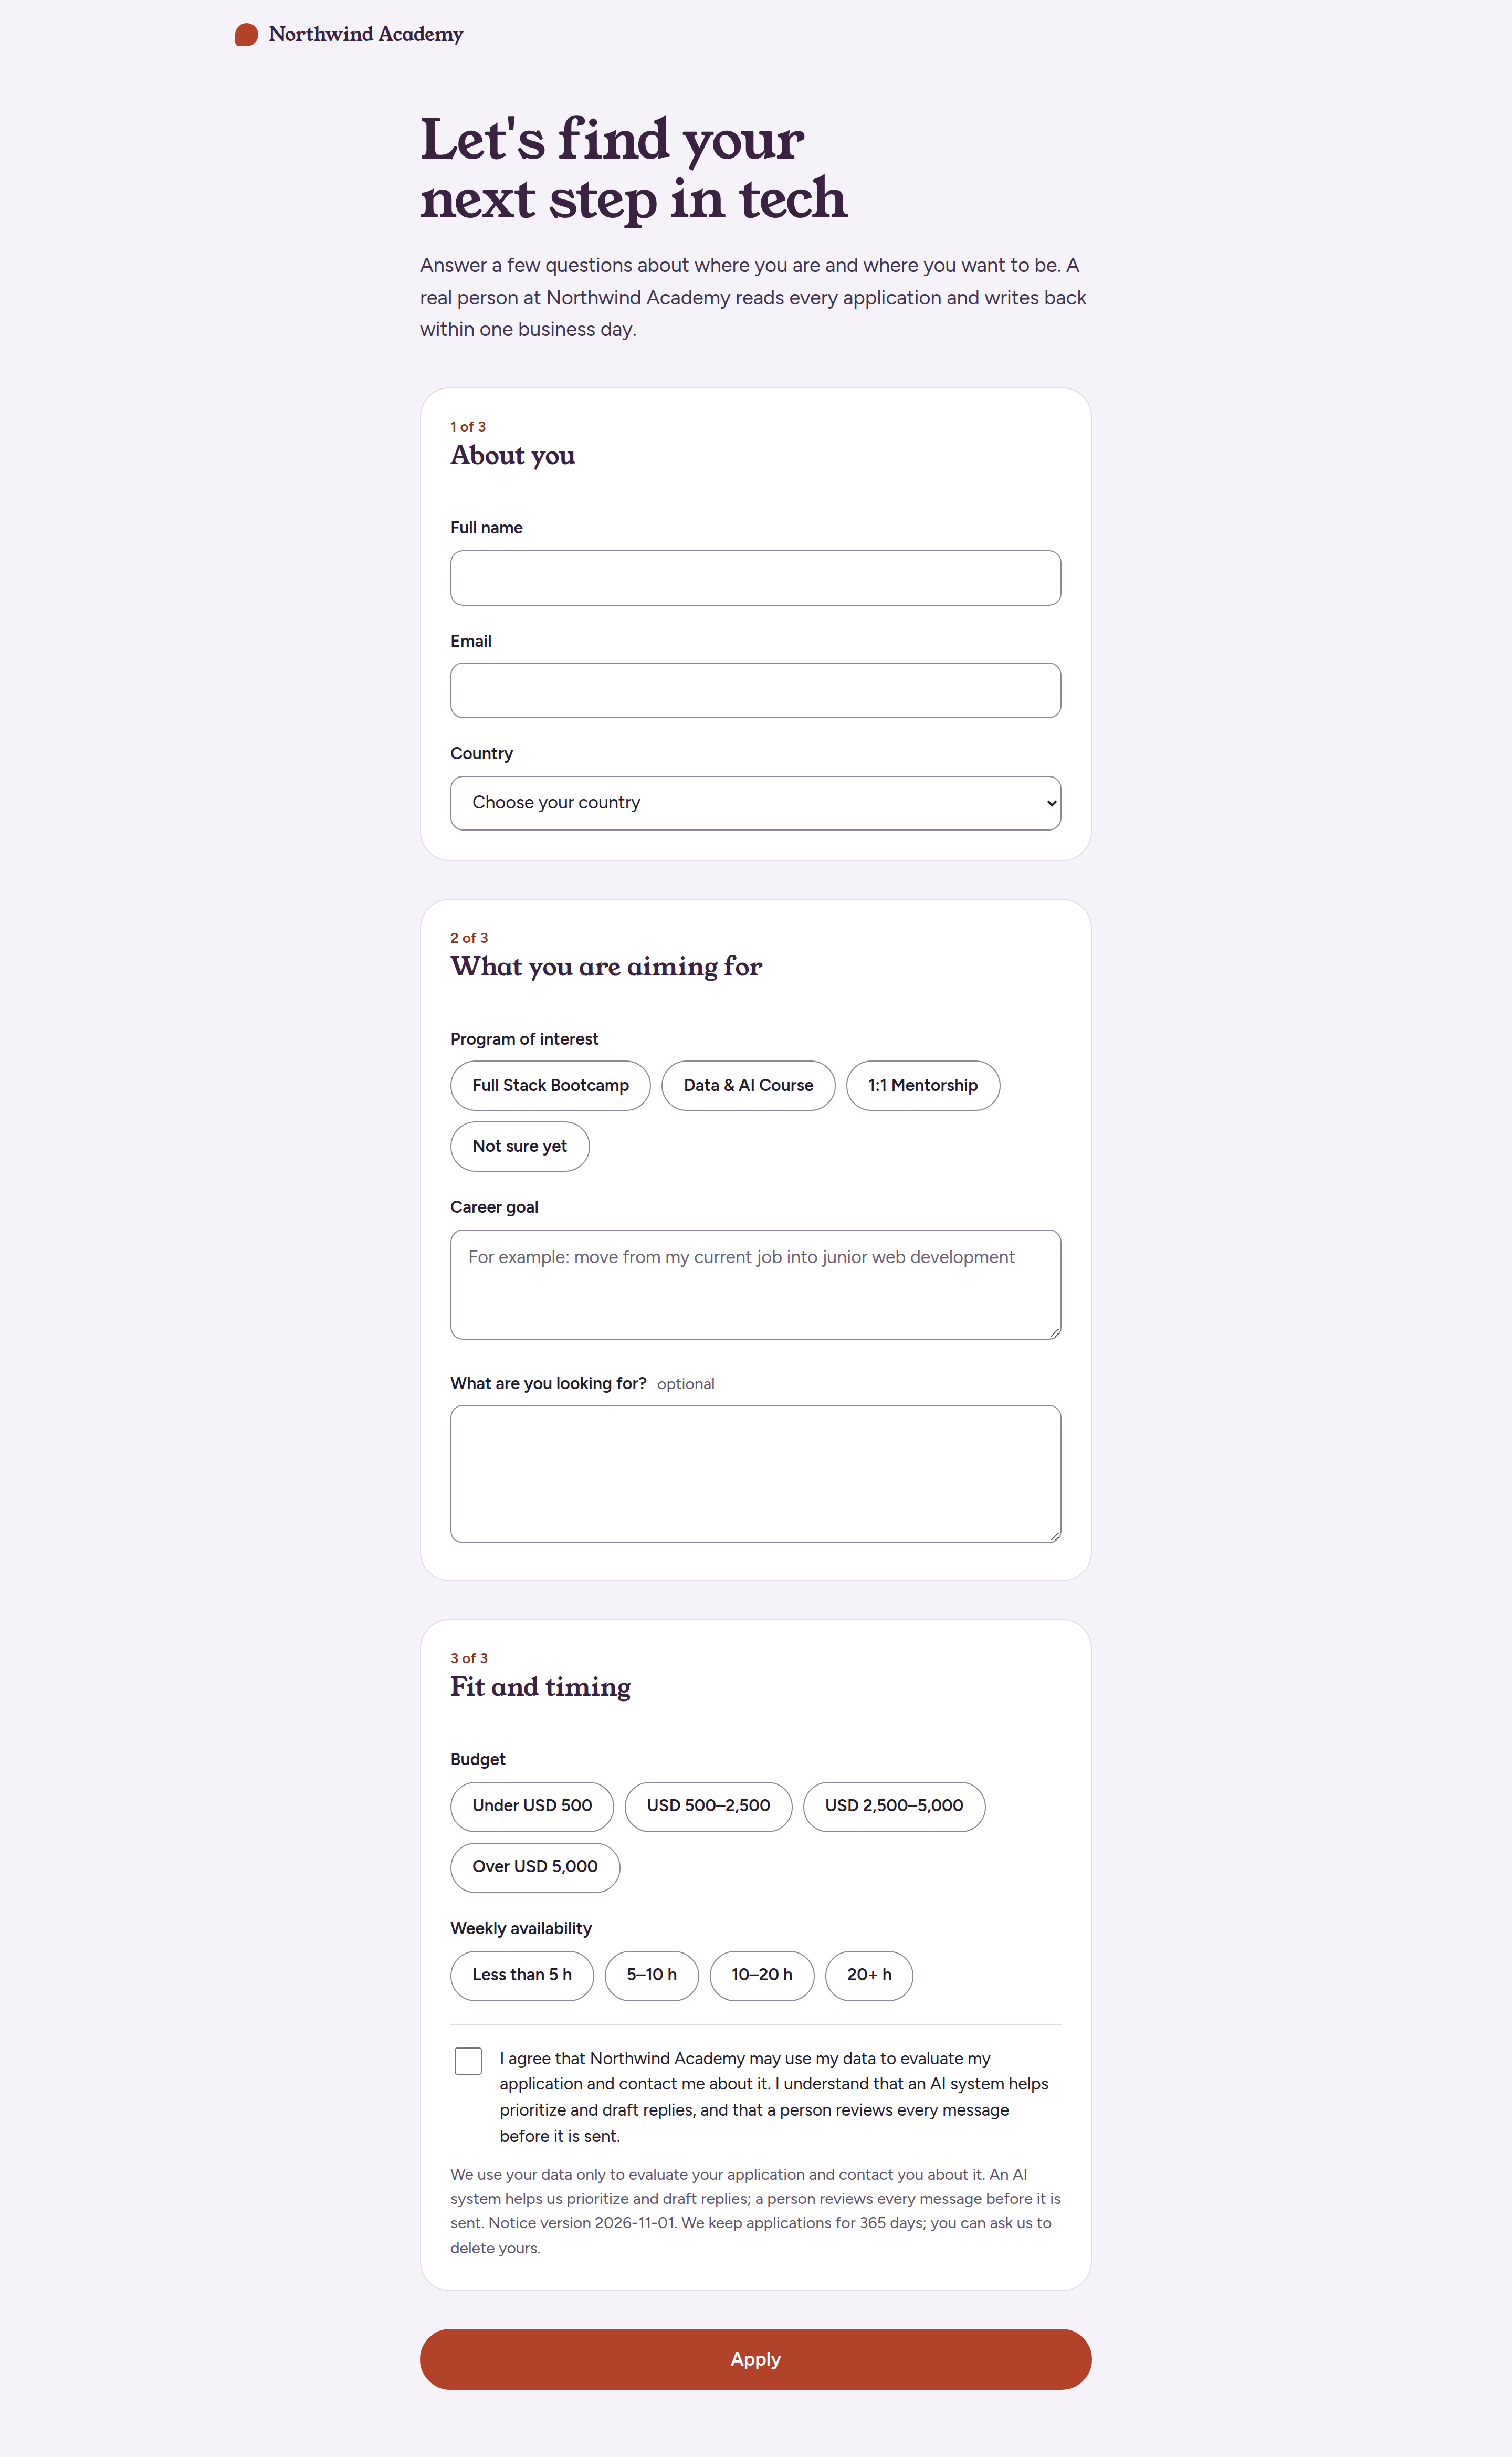 Northwind Academy
Let's find your
next step in tech
Answer a few questions about where you are and where you want to be. A
real person at Northwind Academy reads every application and writes back
within one business day.
1 of 3
About you
Full name
Email
Country
Choose your country
2 of 3
What you are aiming for
Program of interest
Full Stack Bootcamp
Data & AI Course
1:1 Mentorship
Not sure yet
Career goal
For example: move from my current job into junior web development
What are you looking for? optional
3 of 3
Fit and timing
Budget
Under USD 500
USD 500–2,500
USD 2,500–5,000
Over USD 5,000
Weekly availability
Less than 5 h
5–10 h
10–20 h
20+ h
I agree that Northwind Academy may use my data to evaluate my
application and contact me about it. I understand that an AI system helps
prioritize and draft replies, and that a person reviews every message
before it is sent.
We use your data only to evaluate your application and contact you about it. An AI
system helps us prioritize and draft replies; a person reviews every message before it is
sent. Notice version 2026-11-01. We keep applications for 365 days; you can ask us to
delete yours.
Apply